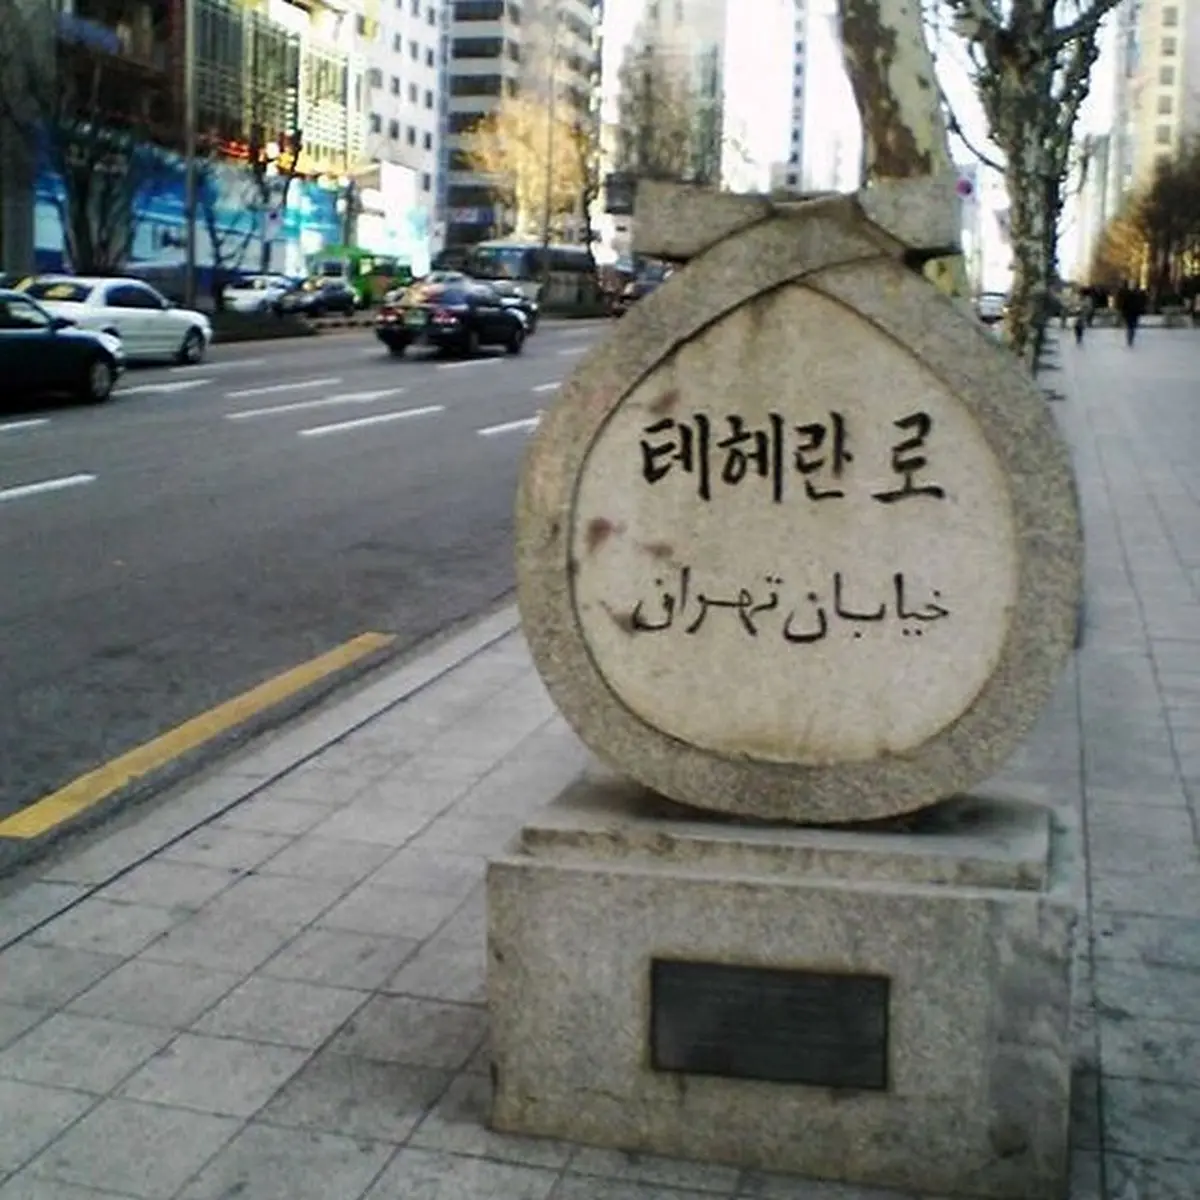 테헤란 로
خیابان تهران